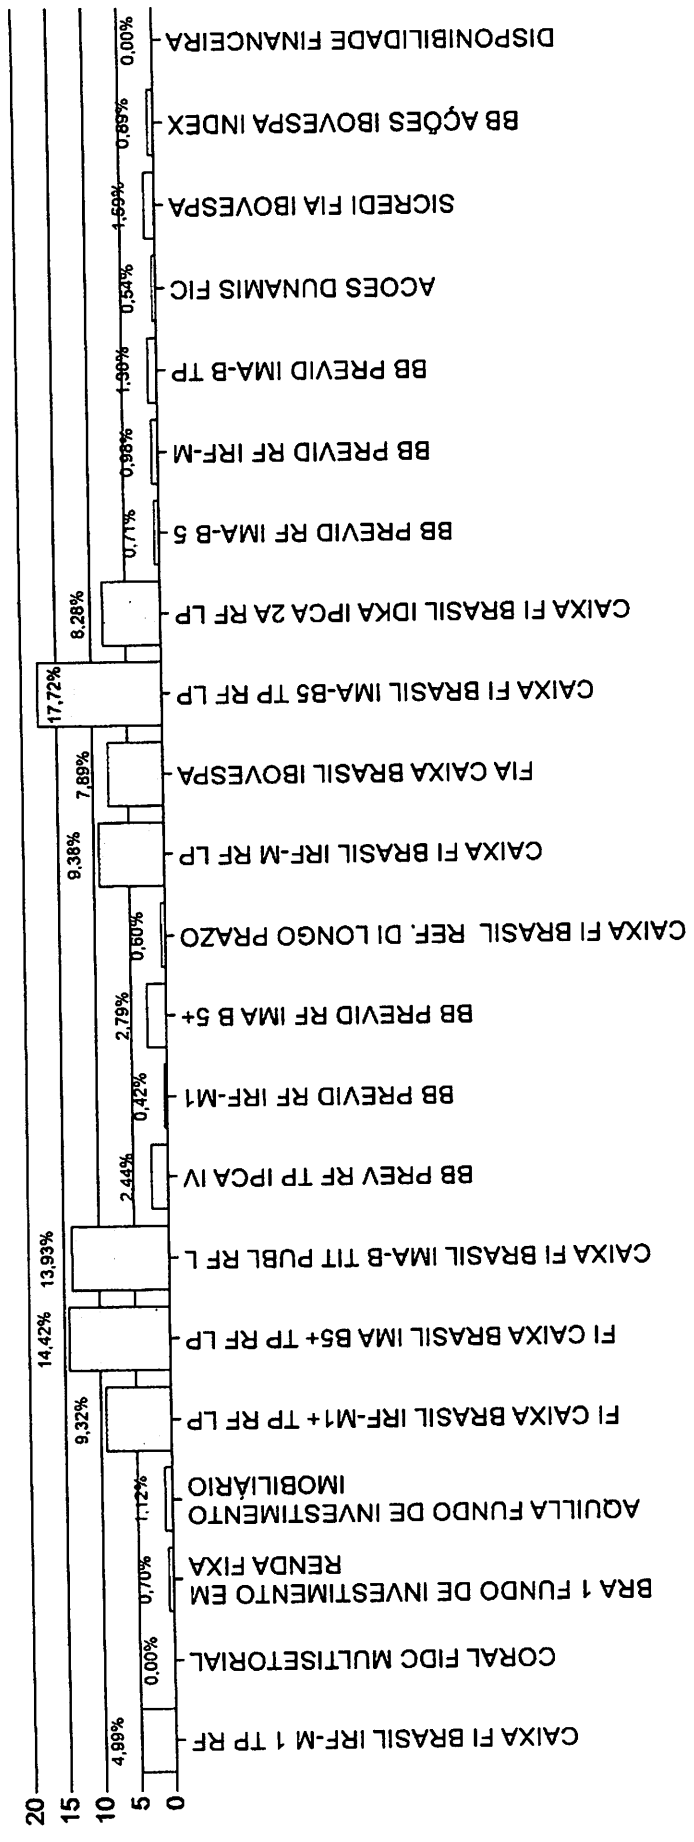 20
15
10
5
0
4,99%
0,00%
0,70%
1,12%
9,32%
14,42%
13,93%
2,44%
0,42%
2,79%
0,60%
9,38%
7,89%
17,72%
8,28%
0,71%
0,98%
1,30%
0,54%
1,59%
0,89%
0,00%
CAIXA FI BRASIL IRF-M 1 TP RF
CORAL FIDC MULTISETORIAL
BRA 1 FUNDO DE INVESTIMENTO EM
RENDA FIXA
AQUILLA FUNDO DE INVESTIMENTO
IMOBILIÁRIO
FI CAIXA BRASIL IRF-M1+ TP RF LP
FI CAIXA BRASIL IMA B5+ TP RF LP
CAIXA FI BRASIL IMA-B TIT PUBL RF L
BB PREV RF TP IPCA IV
BB PREVID RF IRF-M1
BB PREVID RF IMA B 5+
CAIXA FI BRASIL REF. DI LONGO PRAZO
CAIXA FI BRASIL IRF-M RF LP
FIA CAIXA BRASIL IBOVESPA
CAIXA FI BRASIL IMA-B5 TP RF LP
CAIXA FI BRASIL IDKA IPCA 2A RF LP
BB PREVID RF IMA-B 5
BB PREVID RF IRF-M
BB PREVID IMA-B TP
ACOES DUNAMIS FIC
SICREDI FIA IBOVESPA
BB AÇÕES IBOVESPA INDEX
DISPONIBILIDADE FINANCEIRA